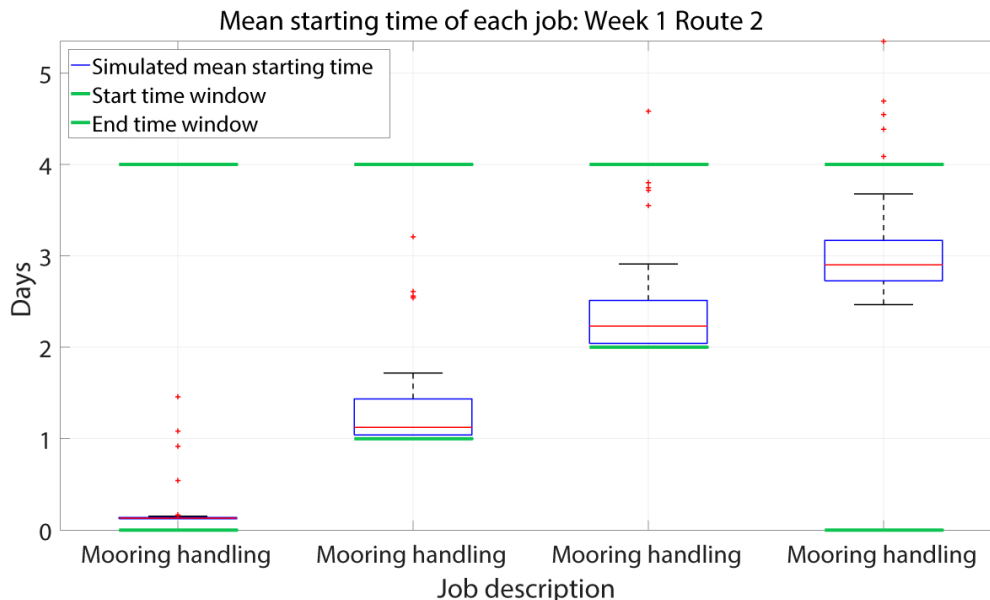 Mean starting time of each job: Week 1 Route 2
Simulated mean starting time
Start time window
End time window
5
4
3
2
1
0
Days
Mooring handling Mooring handling Mooring handling Mooring handling
Job description